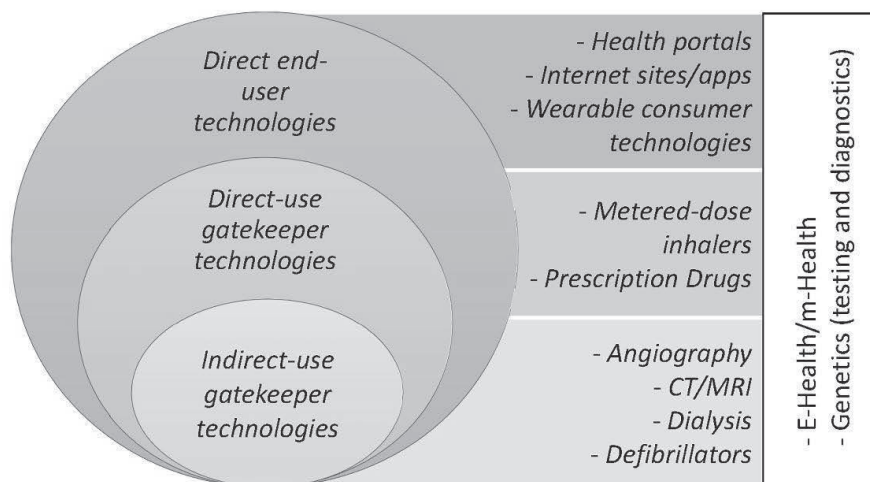 Direct end-
user
technologies
- Health portals
- Internet sites/apps
- Wearable consumer
technologies
Direct-use
gatekeeper
technologies
- Metered-dose
inhalers
- Prescription Drugs
Indirect-use
gatekeeper
technologies
- Angiography
- CT/MRI
- Dialysis
- Defibrillators
- E-Health/m-Health
- Genetics (testing and diagnostics)